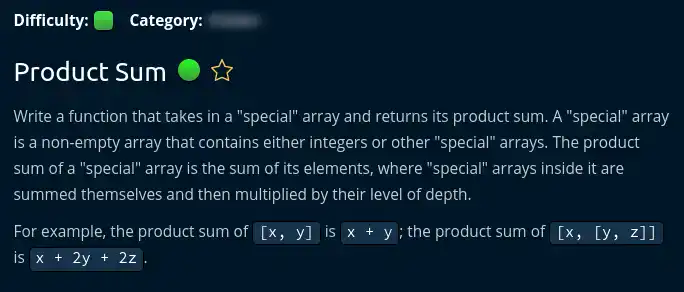 Difficulty: Category:
Product Sum
Write a function that takes in a "special" array and returns its product sum. A "special" array
is a non-empty array that contains either integers or other "special" arrays. The product
sum of a "special" array is the sum of its elements, where "special" arrays inside it are
summed themselves and then multiplied by their level of depth.
For example, the product sum of [x, y] is x + y; the product sum of [x, [y, z]]
is x + 2y + 2z.